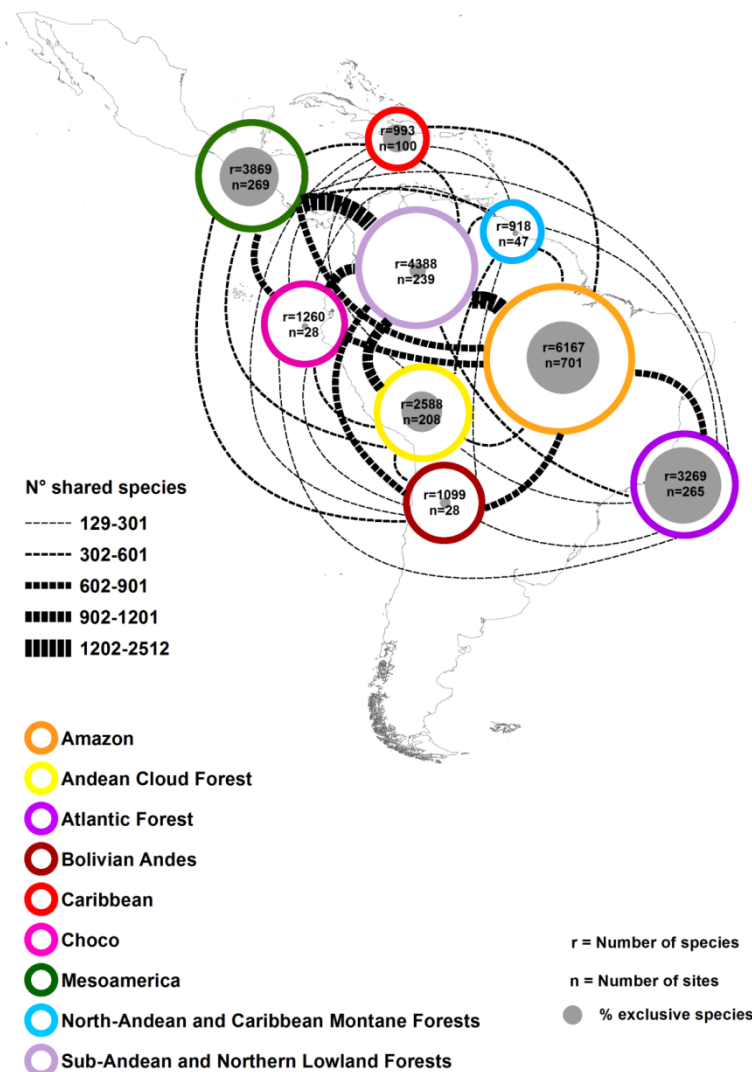 r=993
n=100
r=3869
n=269
r=918
n=47
r=4388
n=239
r=1260
n=28
r=6167
n=701
r=2588
n=208
r=3269
n=265
r=1099
n=28
N° shared species
129-301
302-601
602-901
902-1201
1202-2512
Amazon
Andean Cloud Forest
Atlantic Forest
Bolivian Andes
Caribbean
Choco
Mesoamerica
North-Andean and Caribbean Montane Forests
Sub-Andean and Northern Lowland Forests
r = Number of species
n = Number of sites
% exclusive species